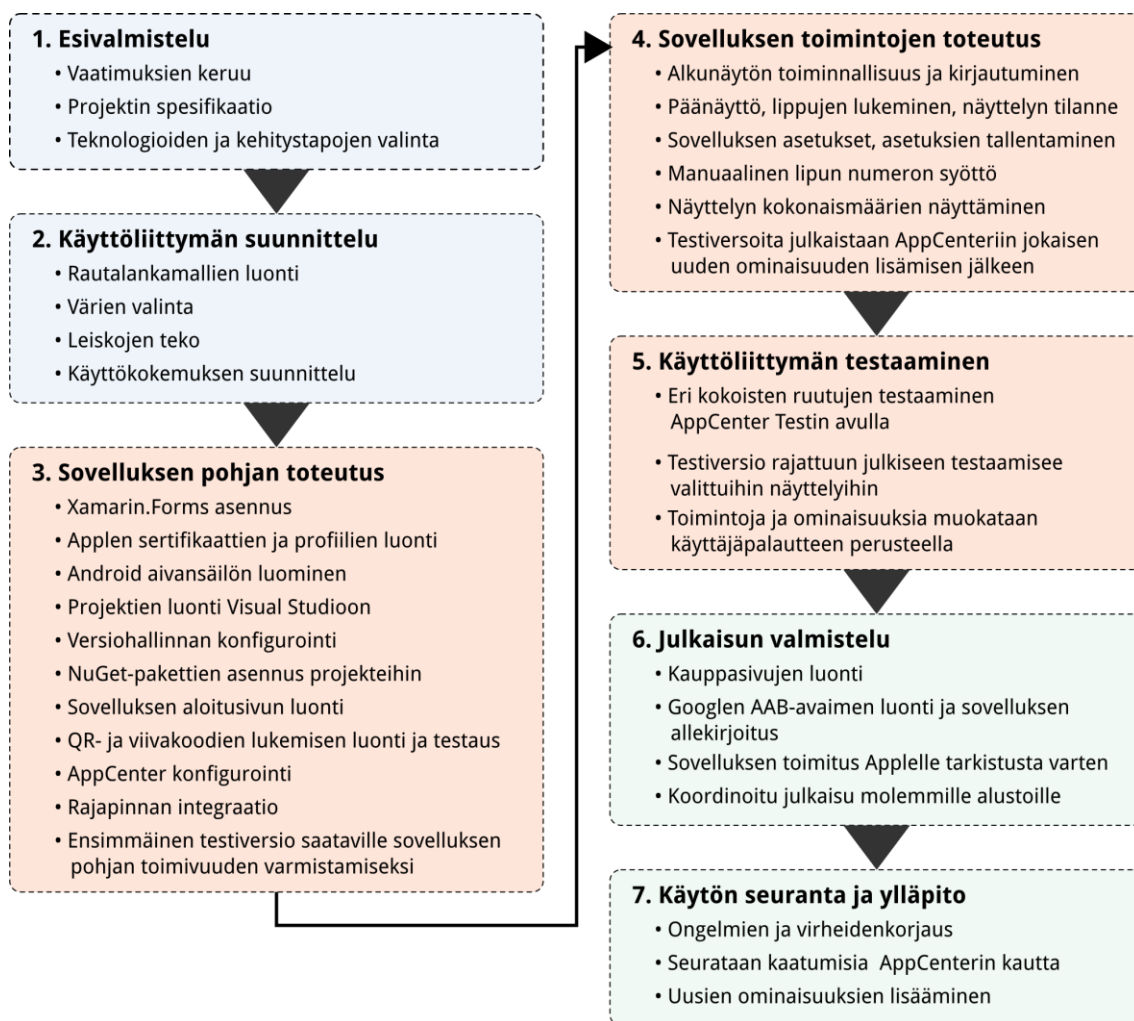 1. Esivalmistelu
• Vaatimuksien keruu
• Projektin spesifikaatio
• Teknologioiden ja kehitystapojen valinta
2. Käyttöliittymän suunnittelu
• Rautalankamallien luonti
• Värien valinta
• Leiskojen teko
• Käyttökokemuksen suunnittelu
3. Sovelluksen pohjan toteutus
• Xamarin.Forms asennus
• Applen sertifikaattien ja profiilien luonti
• Android aivansäilön luominen
• Projektien luonti Visual Studioon
• Versiohallinnan konfigurointi
• NuGet-pakettien asennus projekteihin
• Sovelluksen aloitusivun luonti
• QR- ja viivakoodien lukemisen luonti ja testaus
• AppCenter konfigurointi
• Rajapinnan integraatio
• Ensimmäinen testiversio saataville sovelluksen
pohjan toimivuuden varmistamiseksi
4. Sovelluksen toimintojen toteutus
• Alkunäytön toiminnallisuus ja kirjautuminen
• Päänäyttö, lippujen lukeminen, näyttelyn tilanne
• Sovelluksen asetukset, asetuksien tallentaminen
• Manuaalinen lipun numeron syöttö
• Näyttelyn kokonaismäärien näyttäminen
• Testiversoita julkaistaan AppCenteriin jokaisen
uuden ominaisuuden lisämisen jälkeen
5. Käyttöliittymän testaaminen
• Eri kokoisten ruutujen testaaminen
AppCenter Testin avulla
• Testiversio rajattuun julkiseen testaamisee
valittuihin näyttelyihin
• Toimintoja ja ominaisuuksia muokataan
käyttäjäpalautteen perusteella
6. Julkaisun valmistelu
• Kauppasivujen luonti
• Googlen AAB-avaimen luonti ja sovelluksen
allekirjoitus
• Sovelluksen toimitus Applelle tarkistusta varten
• Koordinoitu julkaisu molemmille alustoille
7. Käytön seuranta ja ylläpito
• Ongelmien ja virheidenkorjaus
• Seurataan kaatumisia AppCenterin kautta
• Uusien ominaisuuksien lisääminen